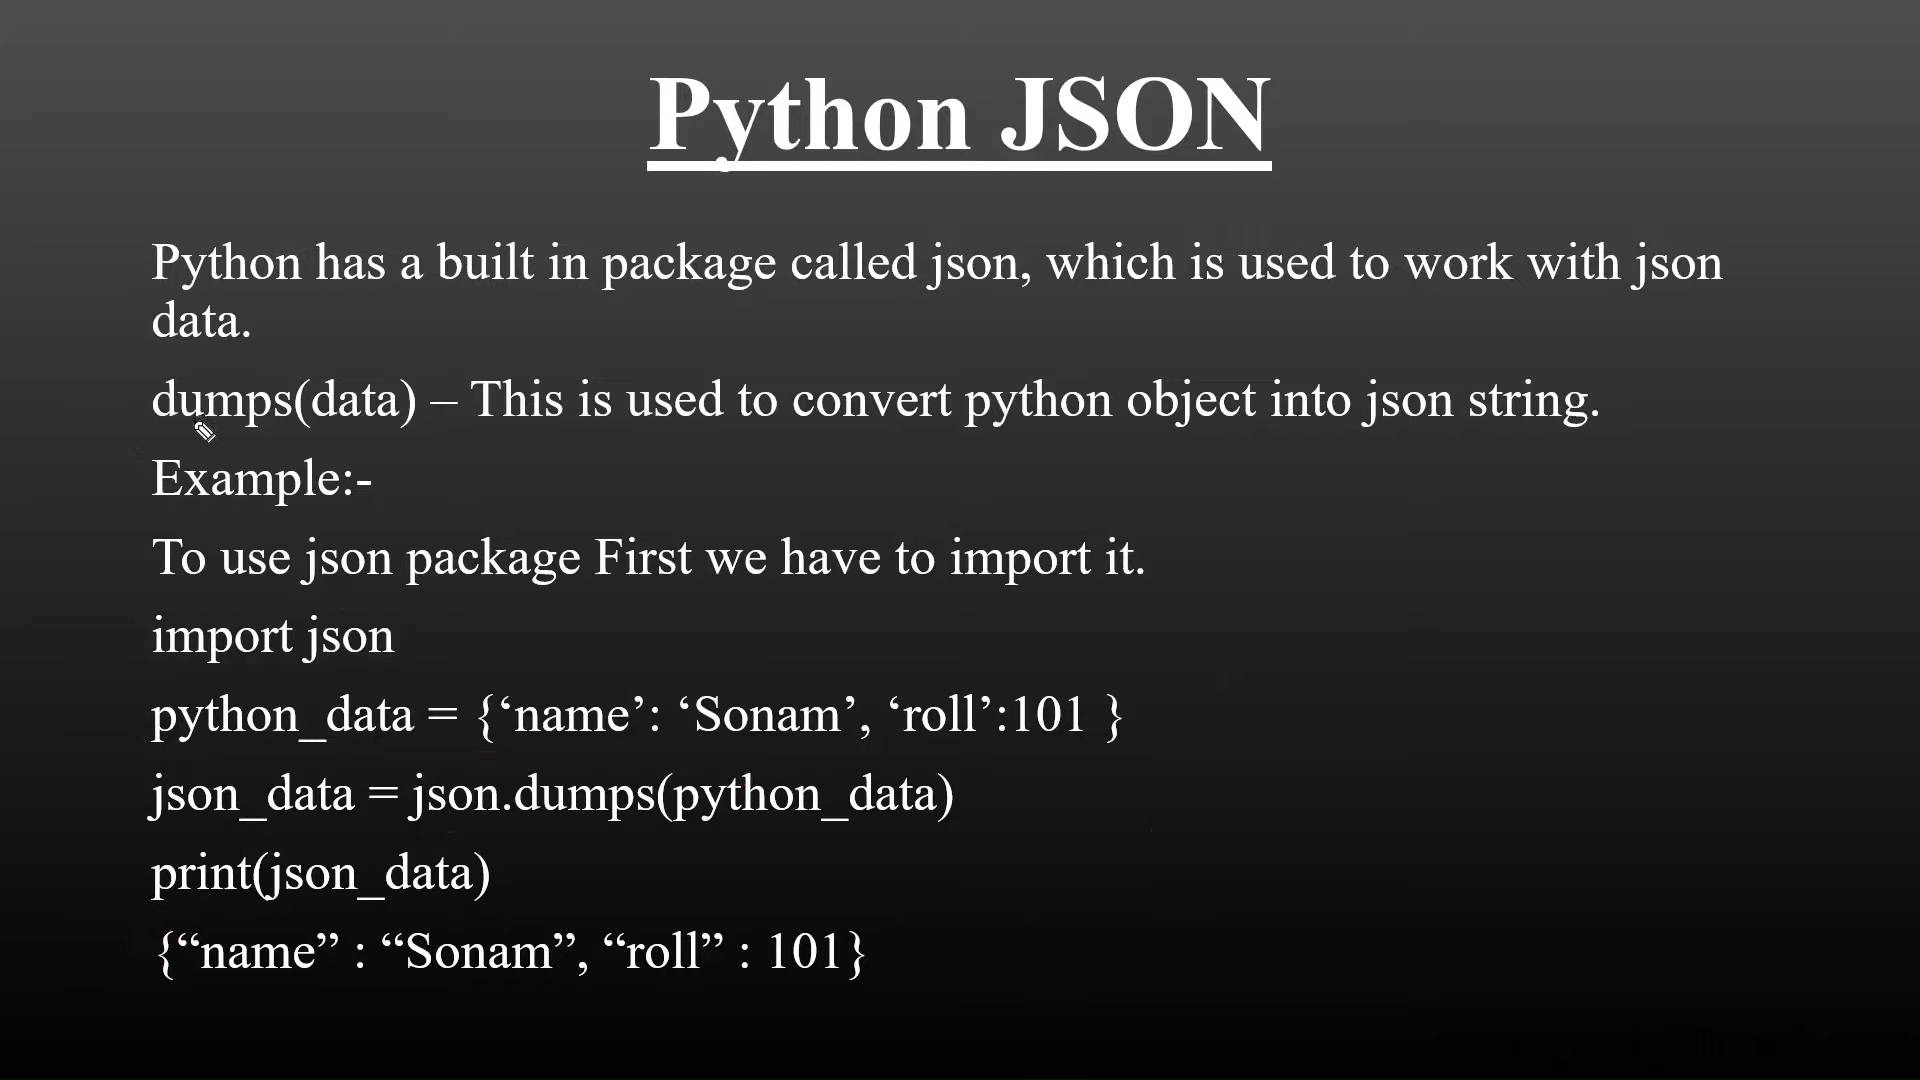 Python JSON
Python has a built in package called json, which is used to work with json
data.
dumps(data) – This is used to convert python object into json string.
Example:-
To use json package First we have to import it.
import json
python_data = {‘name’: ‘Sonam’, ‘roll’:101 }
json_data = json.dumps(python_data)
print(json_data)
{“name” : “Sonam”, “roll” : 101}